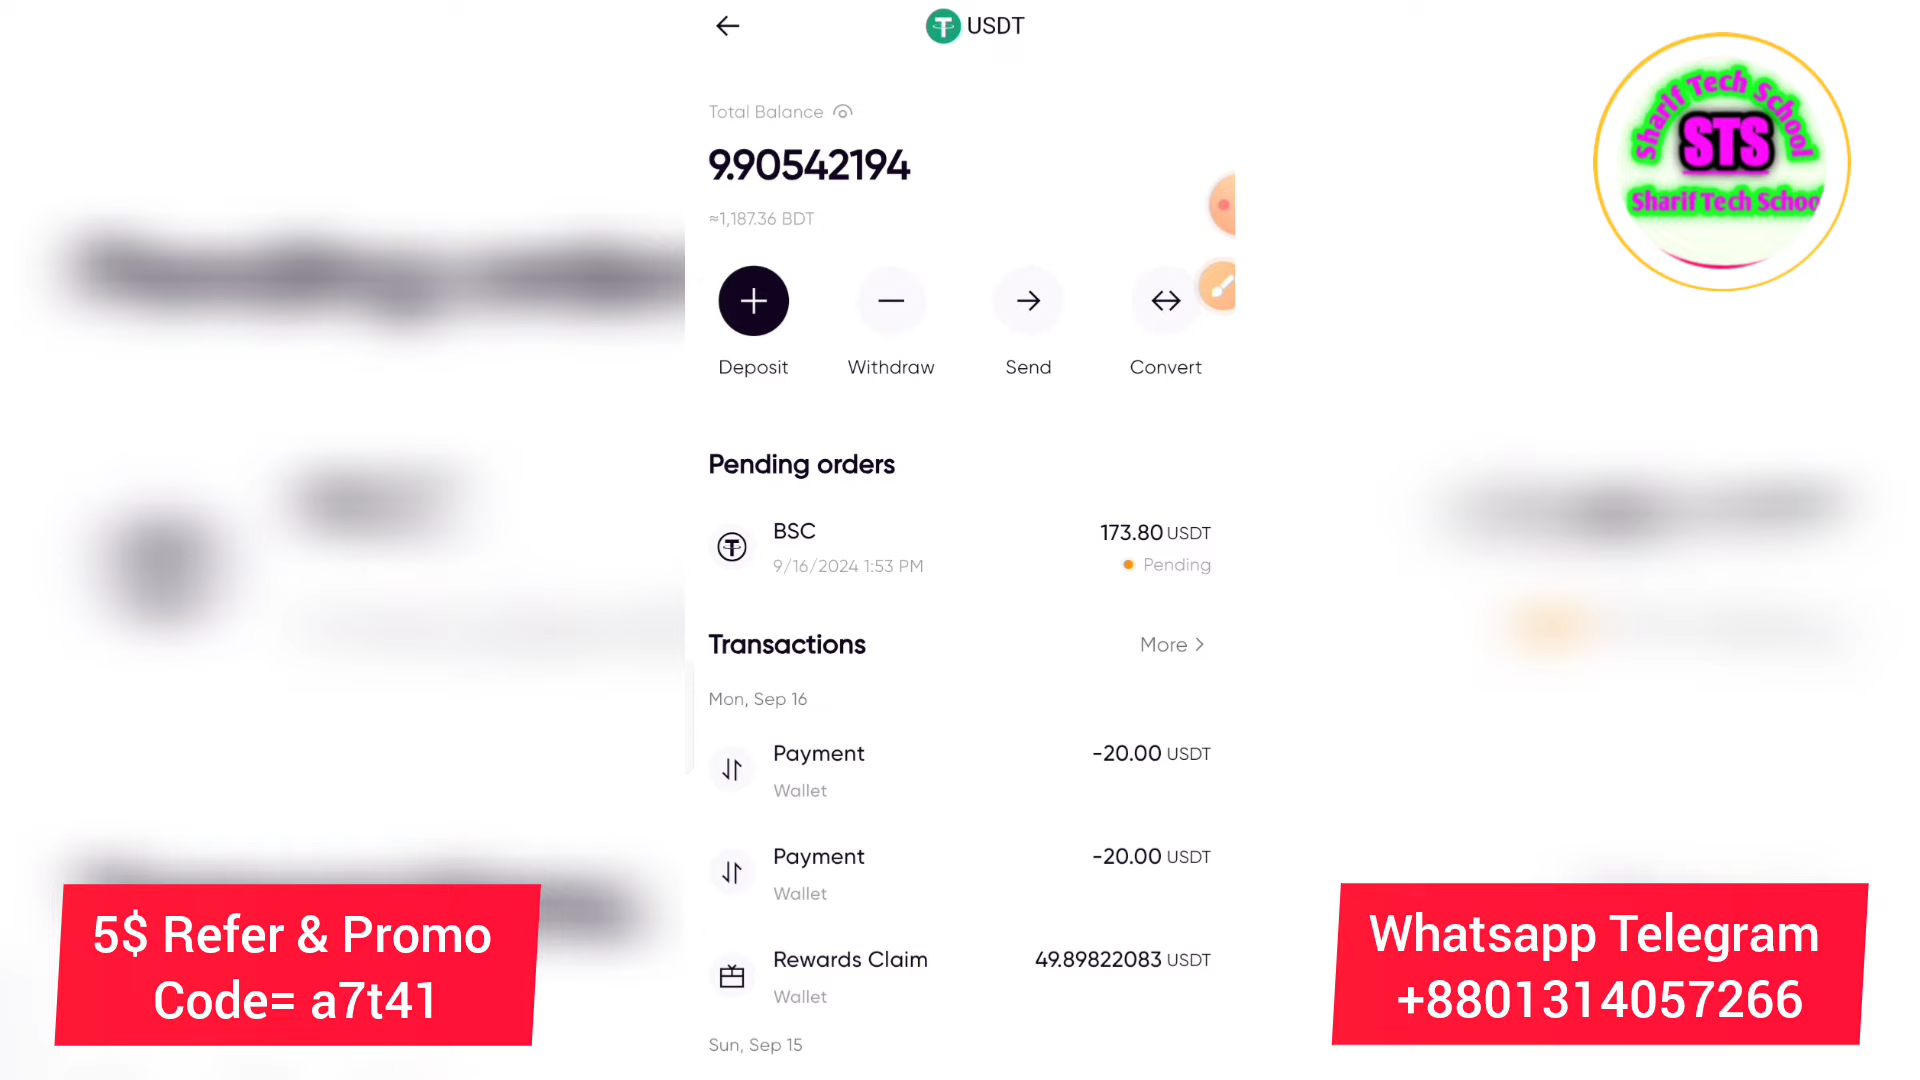 USDT
Total Balance
9.90542194
≈1,187.36 BDT
Deposit
Withdraw
Send
Convert
Pending orders
BSC
173.80 USDT
9/16/2024 1:53 PM
Pending
Transactions
More >
Mon, Sep 16
Payment
-20.00 USDT
Wallet
Payment
-20.00 USDT
Wallet
Rewards Claim
49.89822083 USDT
Wallet
Sun, Sep 15
Sharif Tech School
STS
Sharif Tech Schoo
5$ Refer & Promo
Code= a7t41
Whatsapp Telegram
+8801314057266